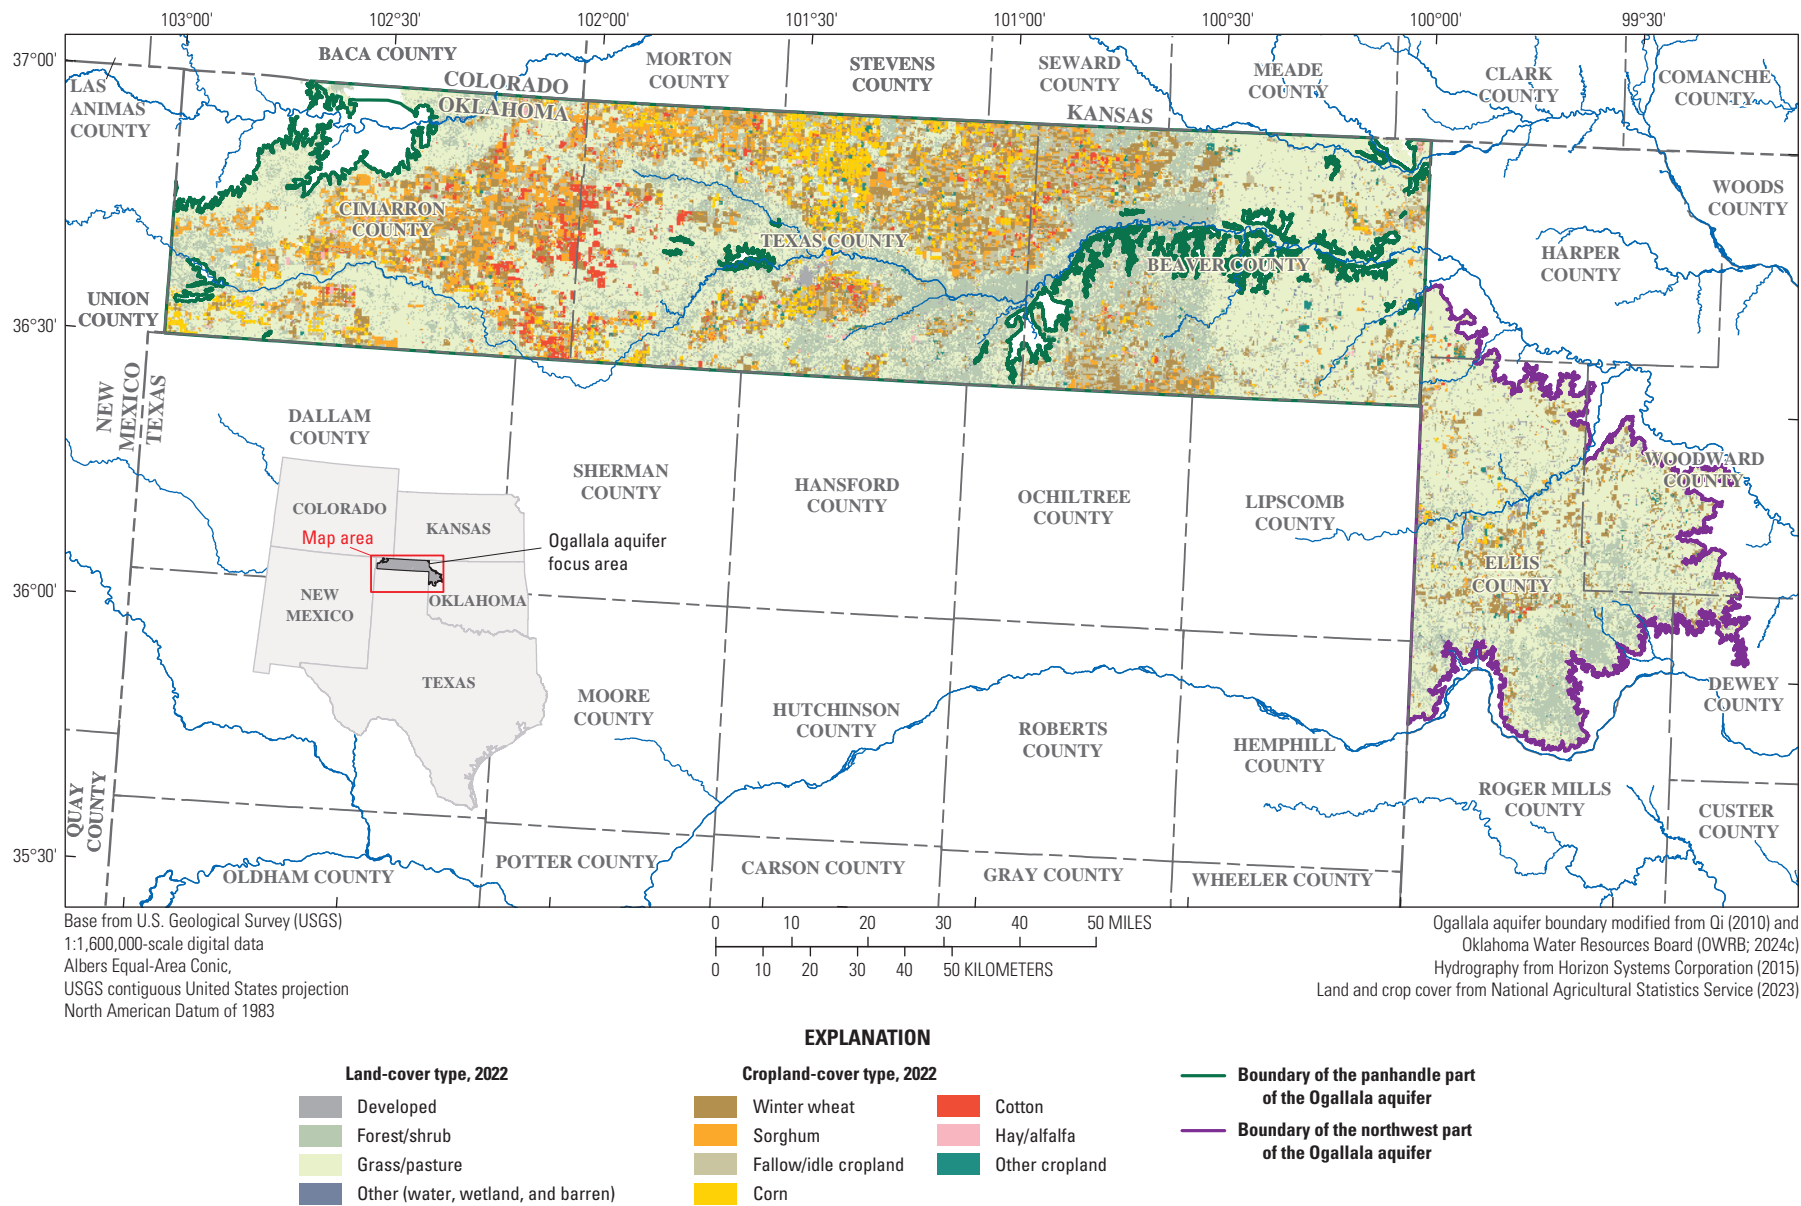 103°00'
102°30'
102°00'
101°30'
101°00'
100°30'
100°00'
99°30'
37°00'
36°30'
36°00'
35°30'
BACA COUNTY
LAS
ANIMAS
COUNTY
COLORADO
OKLAHOMA
MORTON
COUNTY
STEVENS
COUNTY
SEWARD
COUNTY
KANSAS
MEADE
COUNTY
CLARK
COUNTY
COMANCHE
COUNTY
WOODS
COUNTY
CIMARRON
COUNTY
TEXAS COUNTY
BEAVER COUNTY
HARPER
COUNTY
UNION
COUNTY
NEW
MEXICO
TEXAS
DALLAM
COUNTY
SHERMAN
COUNTY
HANSFORD
COUNTY
OCHILTREE
COUNTY
LIPSCOMB
COUNTY
WOODWARD
COUNTY
ELLIS
COUNTY
COLORADO
KANSAS
Map area
Ogallala aquifer
focus area
NEW
MEXICO
OKLAHOMA
TEXAS
MOORE
COUNTY
HUTCHINSON
COUNTY
ROBERTS
COUNTY
HEMPHILL
COUNTY
DEWEY
COUNTY
ROGER MILLS
COUNTY
CUSTER
COUNTY
QUAY
COUNTY
OLDHAM COUNTY
POTTER COUNTY
CARSON COUNTY
GRAY COUNTY
WHEELER COUNTY
Base from U.S. Geological Survey (USGS)
1:1,600,000-scale digital data
Albers Equal-Area Conic,
USGS contiguous United States projection
North American Datum of 1983
0 10 20 30 40 50 MILES
0 10 20 30 40 50 KILOMETERS
Ogallala aquifer boundary modified from Qi (2010) and
Oklahoma Water Resources Board (OWRB; 2024c)
Hydrography from Horizon Systems Corporation (2015)
Land and crop cover from National Agricultural Statistics Service (2023)
EXPLANATION
Land-cover type, 2022
Developed
Forest/shrub
Grass/pasture
Other (water, wetland, and barren)
Cropland-cover type, 2022
Winter wheat
Sorghum
Fallow/idle cropland
Corn
Cotton
Hay/alfalfa
Other cropland
Boundary of the panhandle part
of the Ogallala aquifer
Boundary of the northwest part
of the Ogallala aquifer